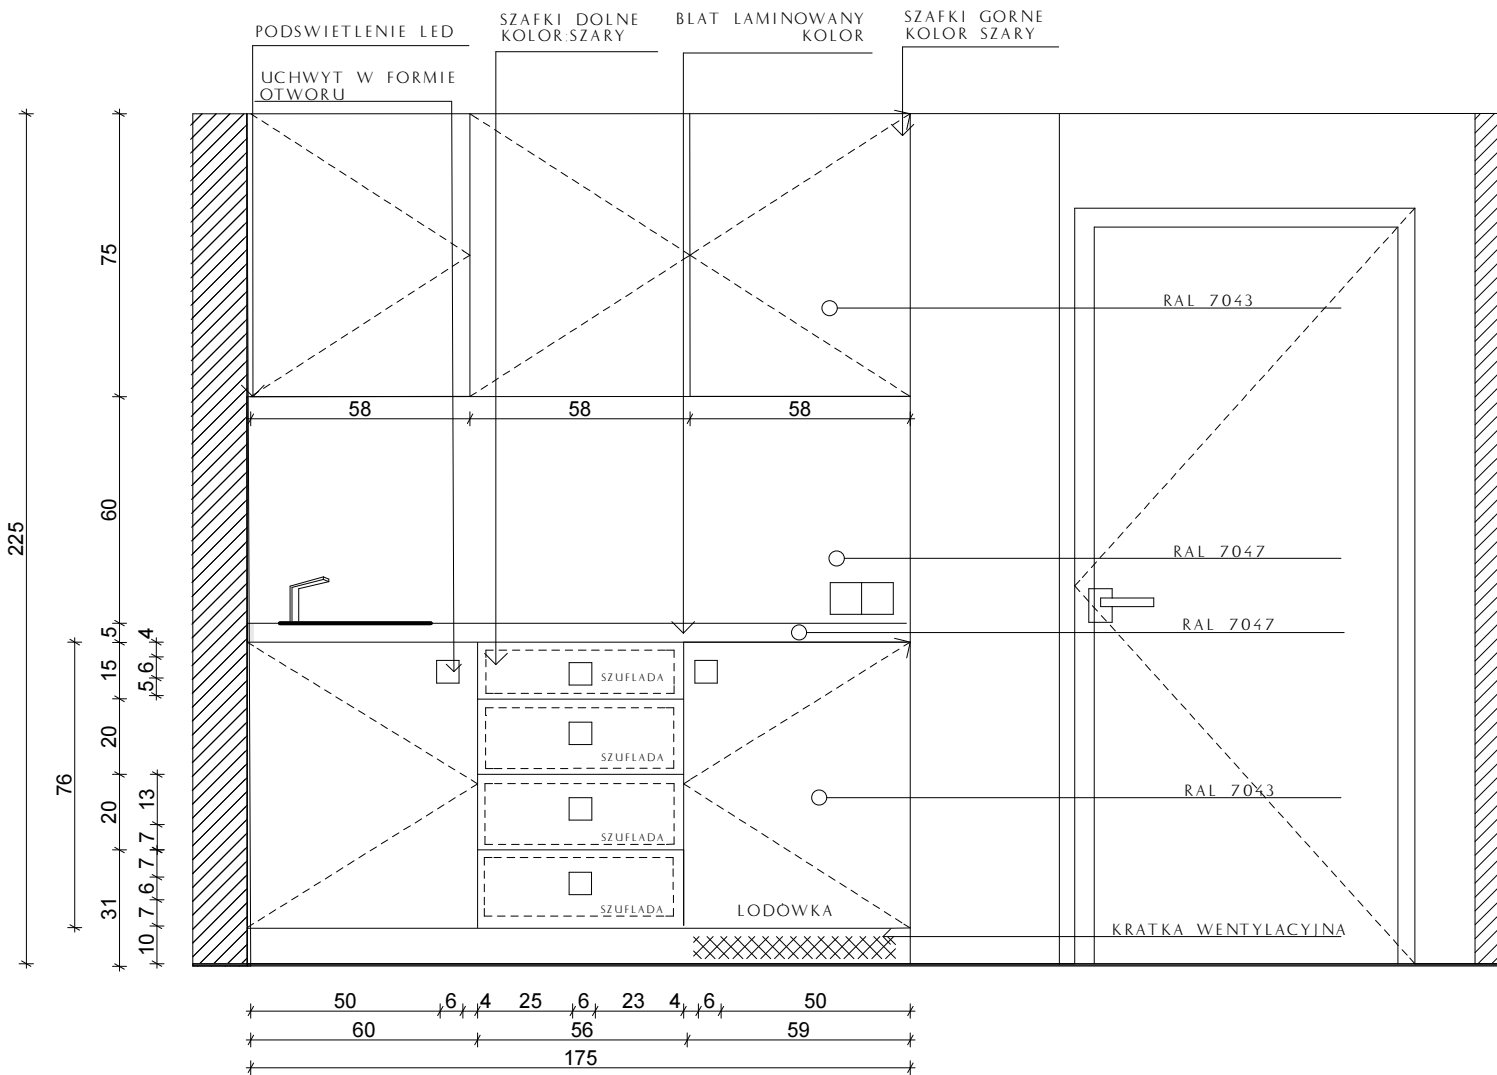 PODSWIETLENIE LED
UCHWYT W FORMIE
OTWORU
SZAFKI DOLNE
KOLOR:SZARY
BLAT LAMINOWANY
KOLOR
SZAFKI GORNE
KOLOR SZARY
75
RAL 7043
58 58 58
60
225
RAL 7047
5
4
RAL 7047
15
6
5
SZUFLADA
20
SZUFLADA
76
20
13
7
RAL 7043
SZUFLADA
31
7
6
7
SZUFLADA
LODÓWKA
10
KRATKA WENTYLACYJNA
50 6 4 25 6 23 4 6 50
60 56 59
175